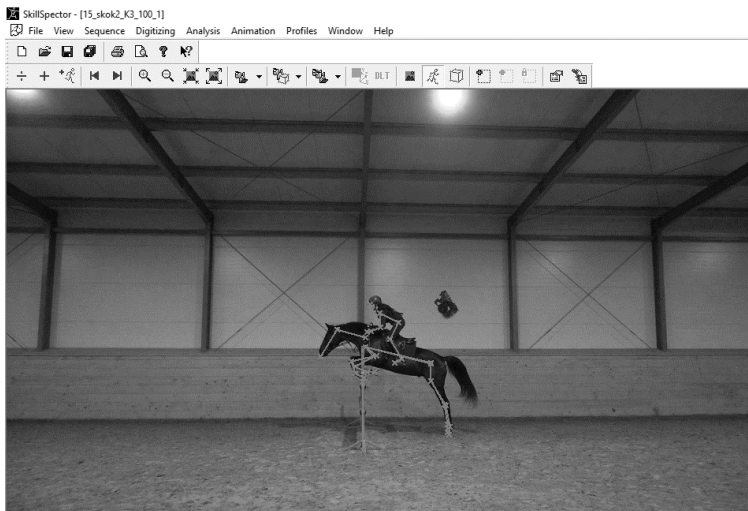 SkillSpector - [15_skok2_K3_100_1]
File View Sequence Digitizing Analysis Animation Profiles Window Help
DLT